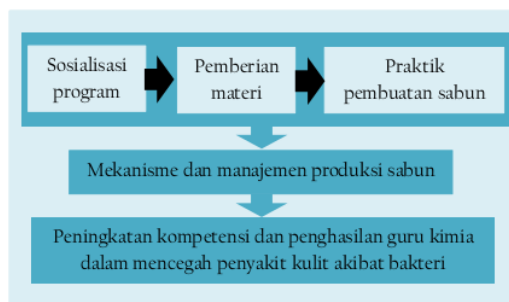 Sosialisasi
program
Pemberian
materi
Praktik
pembuatan sabun
Mekanisme dan manajemen produksi sabun
Peningkatan kompetensi dan penghasilan guru kimia
dalam mencegah penyakit kulit akibat bakteri